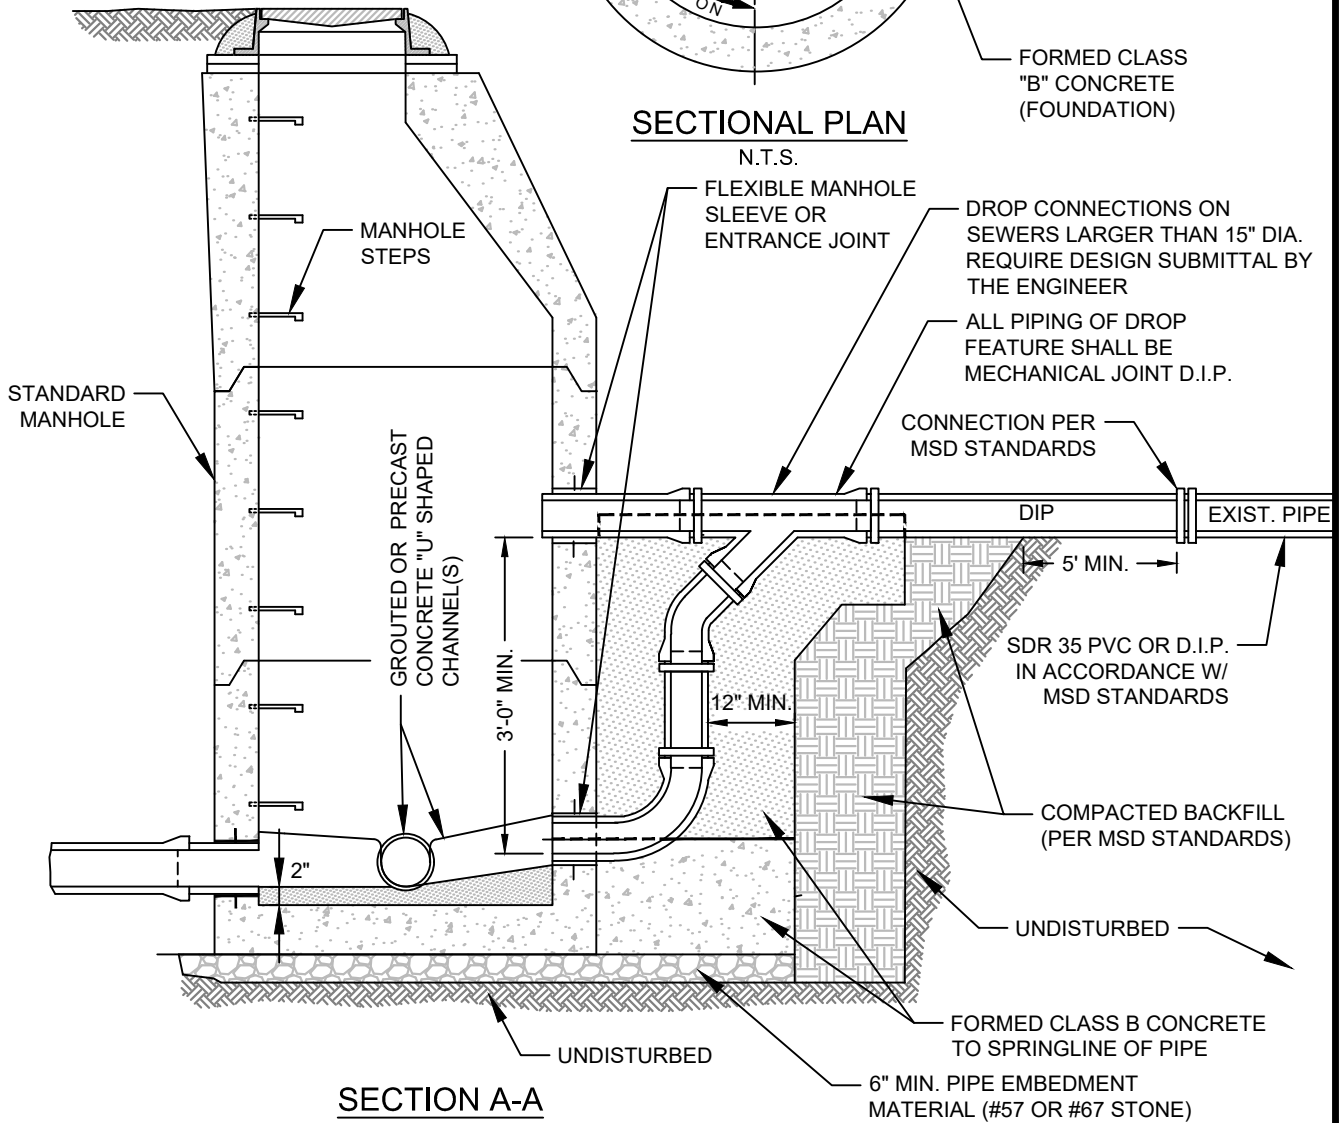 ON
FORMED CLASS
"B" CONCRETE
(FOUNDATION)
SECTIONAL PLAN
N.T.S.
FLEXIBLE MANHOLE
SLEEVE OR
ENTRANCE JOINT
DROP CONNECTIONS ON
SEWERS LARGER THAN 15" DIA.
REQUIRE DESIGN SUBMITTAL BY
THE ENGINEER
MANHOLE
STEPS
ALL PIPING OF DROP
FEATURE SHALL BE
MECHANICAL JOINT D.I.P.
STANDARD
MANHOLE
CONNECTION PER
MSD STANDARDS
GROUTED OR PRECAST
CONCRETE "U" SHAPED
CHANNEL(S)
DIP
EXIST. PIPE
5' MIN.
3'-0" MIN.
SDR 35 PVC OR D.I.P.
IN ACCORDANCE W/
MSD STANDARDS
12" MIN.
COMPACTED BACKFILL
(PER MSD STANDARDS)
2"
UNDISTURBED
FORMED CLASS B CONCRETE
TO SPRINGLINE OF PIPE
UNDISTURBED
6" MIN. PIPE EMBEDMENT
MATERIAL (#57 OR #67 STONE)
SECTION A-A